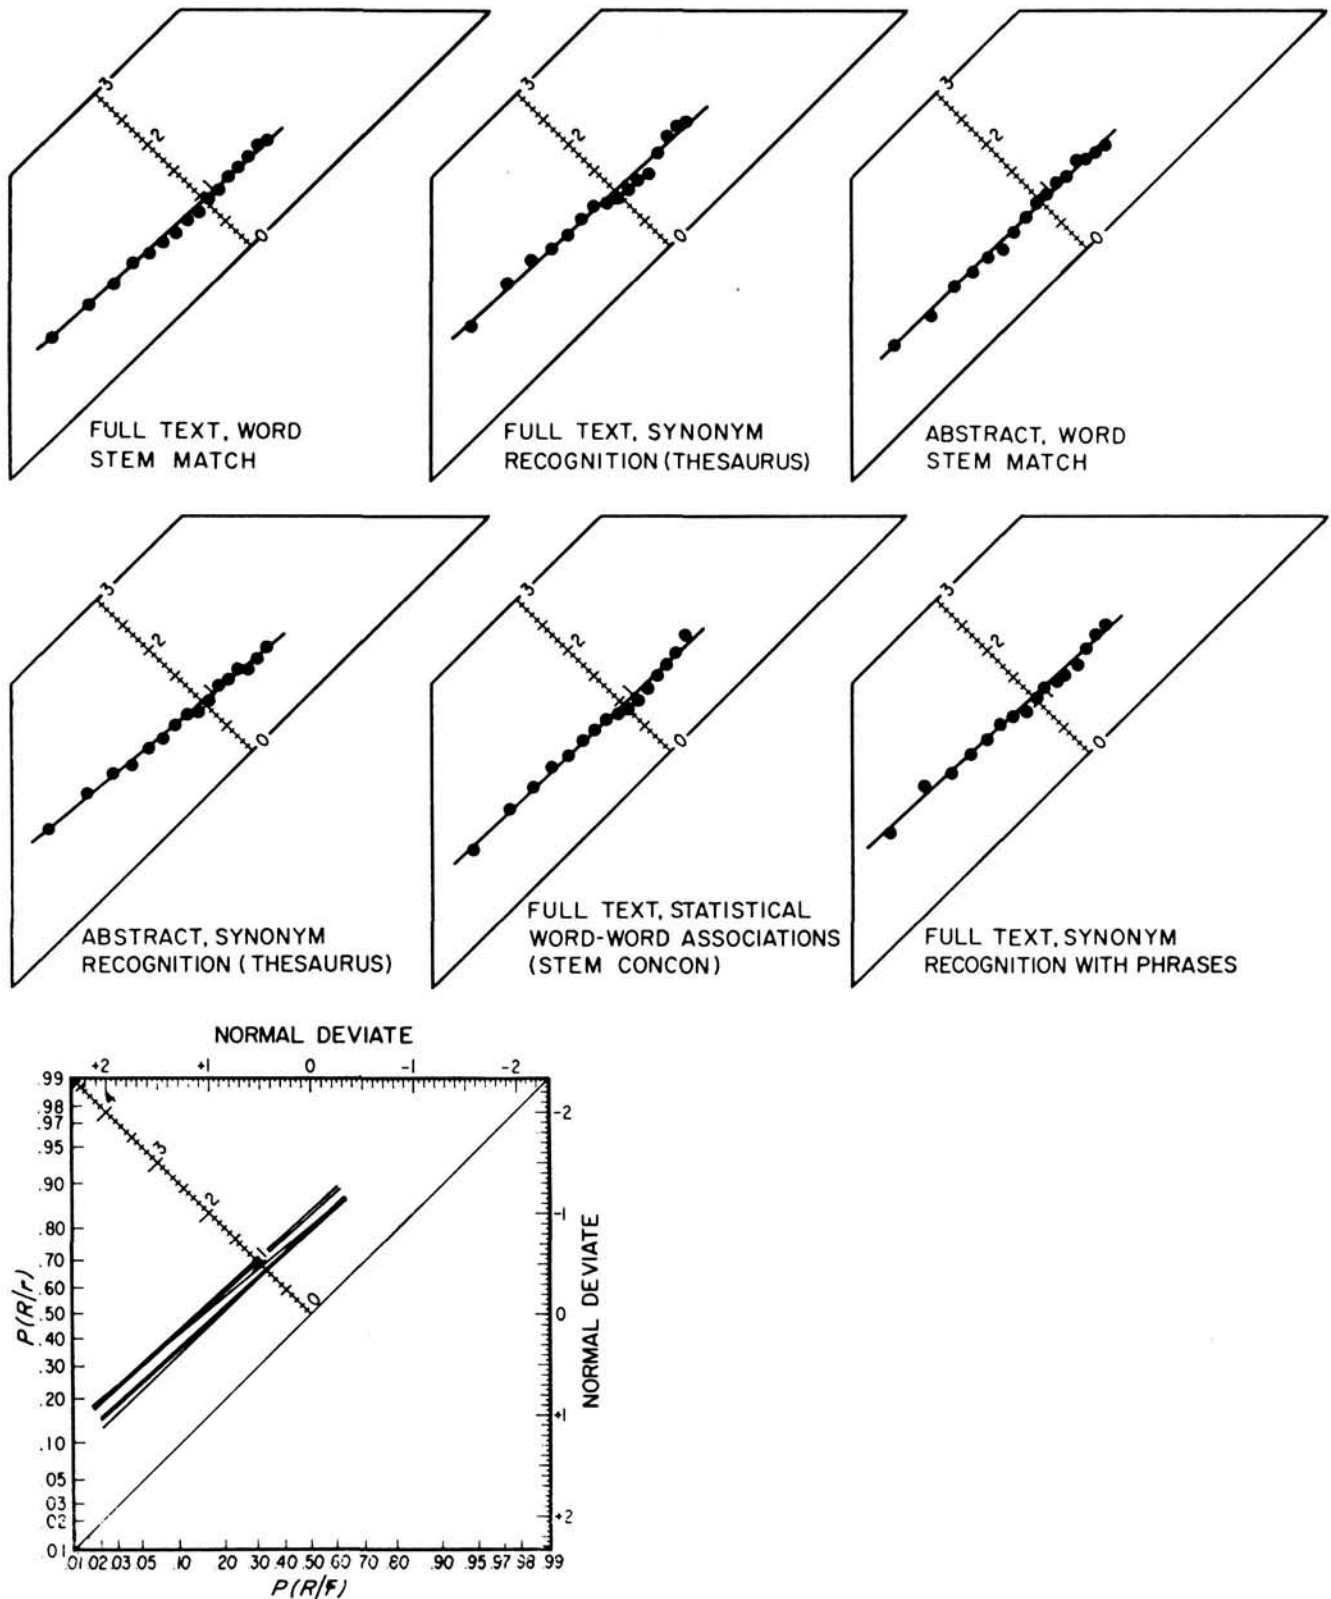 3
2
1
0
FULL TEXT, WORD
STEM MATCH
3
2
0
FULL TEXT, SYNONYM
RECOGNITION (THESAURUS)
3
2
1
0
ABSTRACT, WORD
STEM MATCH
3
2
1
0
ABSTRACT, SYNONYM
RECOGNITION (THESAURUS)
3
2
1
0
FULL TEXT, STATISTICAL
WORD-WORD ASSOCIATIONS
(STEM CONCON)
3
2
1
0
FULL TEXT, SYNONYM
RECOGNITION WITH PHRASES
NORMAL DEVIATE
+2 +1 0 -1 -2
.99
.98
.97
.95
.90
.80
.70
.60
.50
.40
.30
.20
.10
.05
.03
.02
.01
P(R/r)
4
3
2
1
0
-2
-1
0
+1
+2
NORMAL DEVIATE
.01 .02 .03 .05 .10 .20 .30 .40 .50 .60 .70 .80 .90 .95 .97 .98 .99
P(R/r̄)